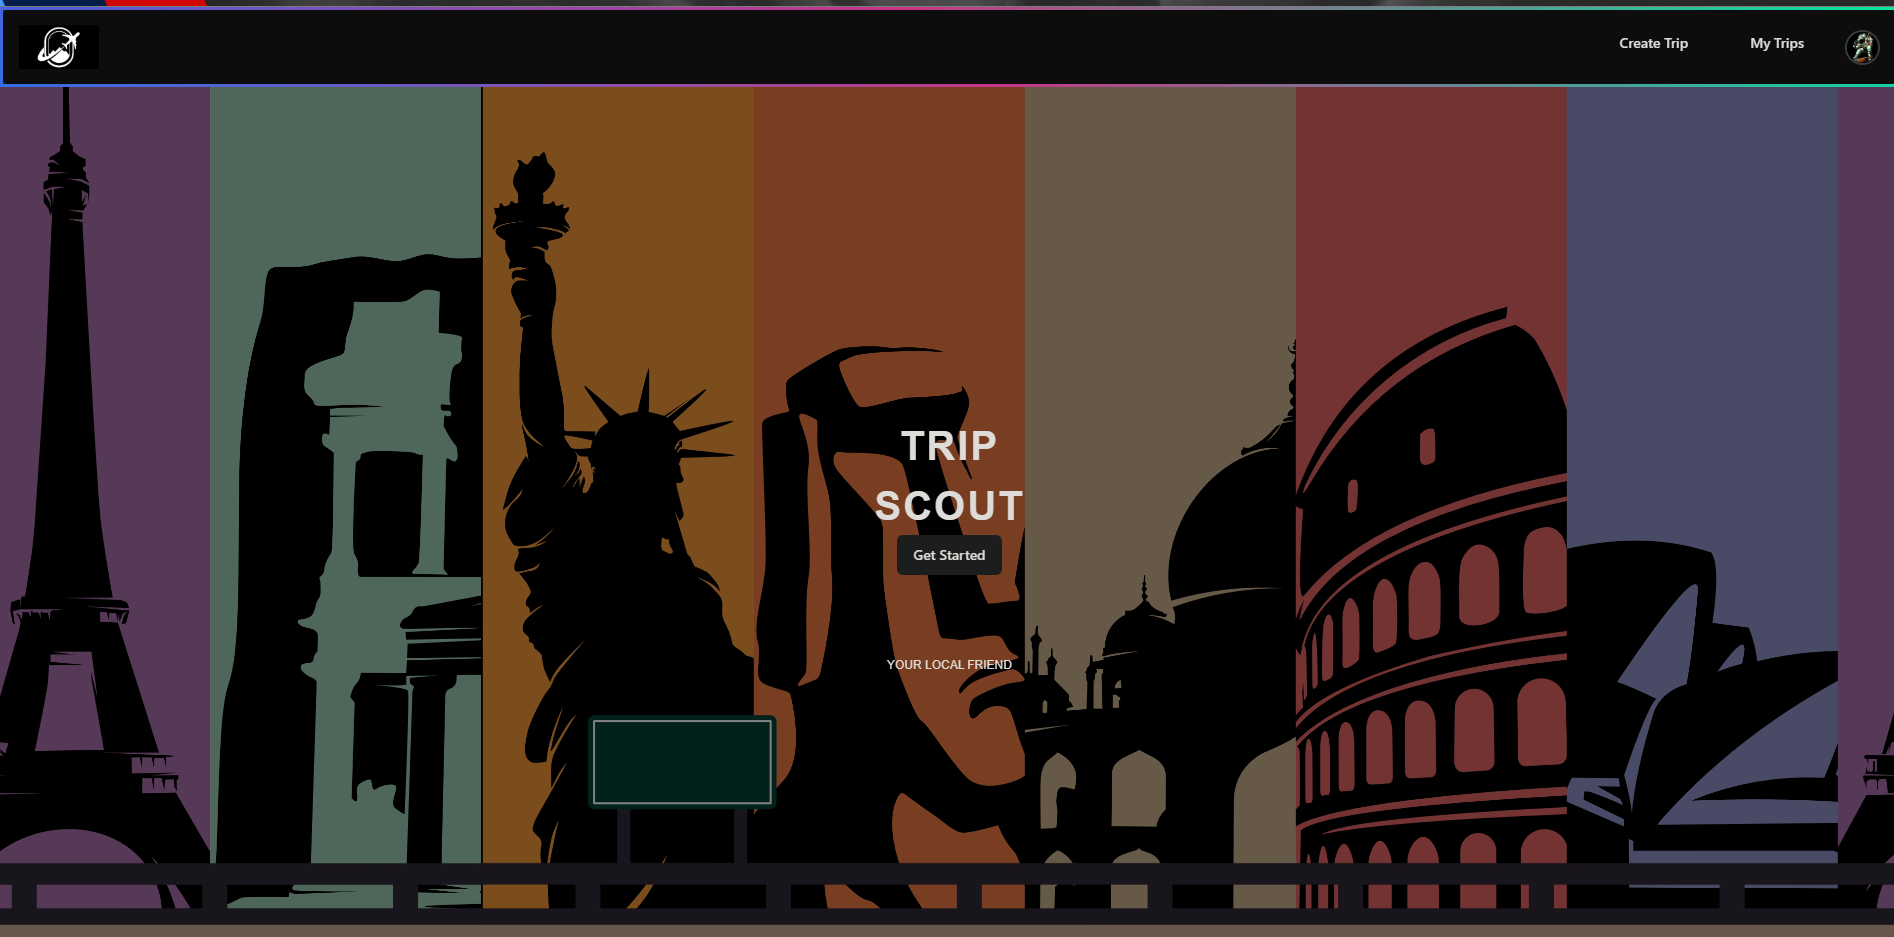 Create Trip
My Trips
TRIP
SCOUT
Get Started
YOUR LOCAL FRIEND